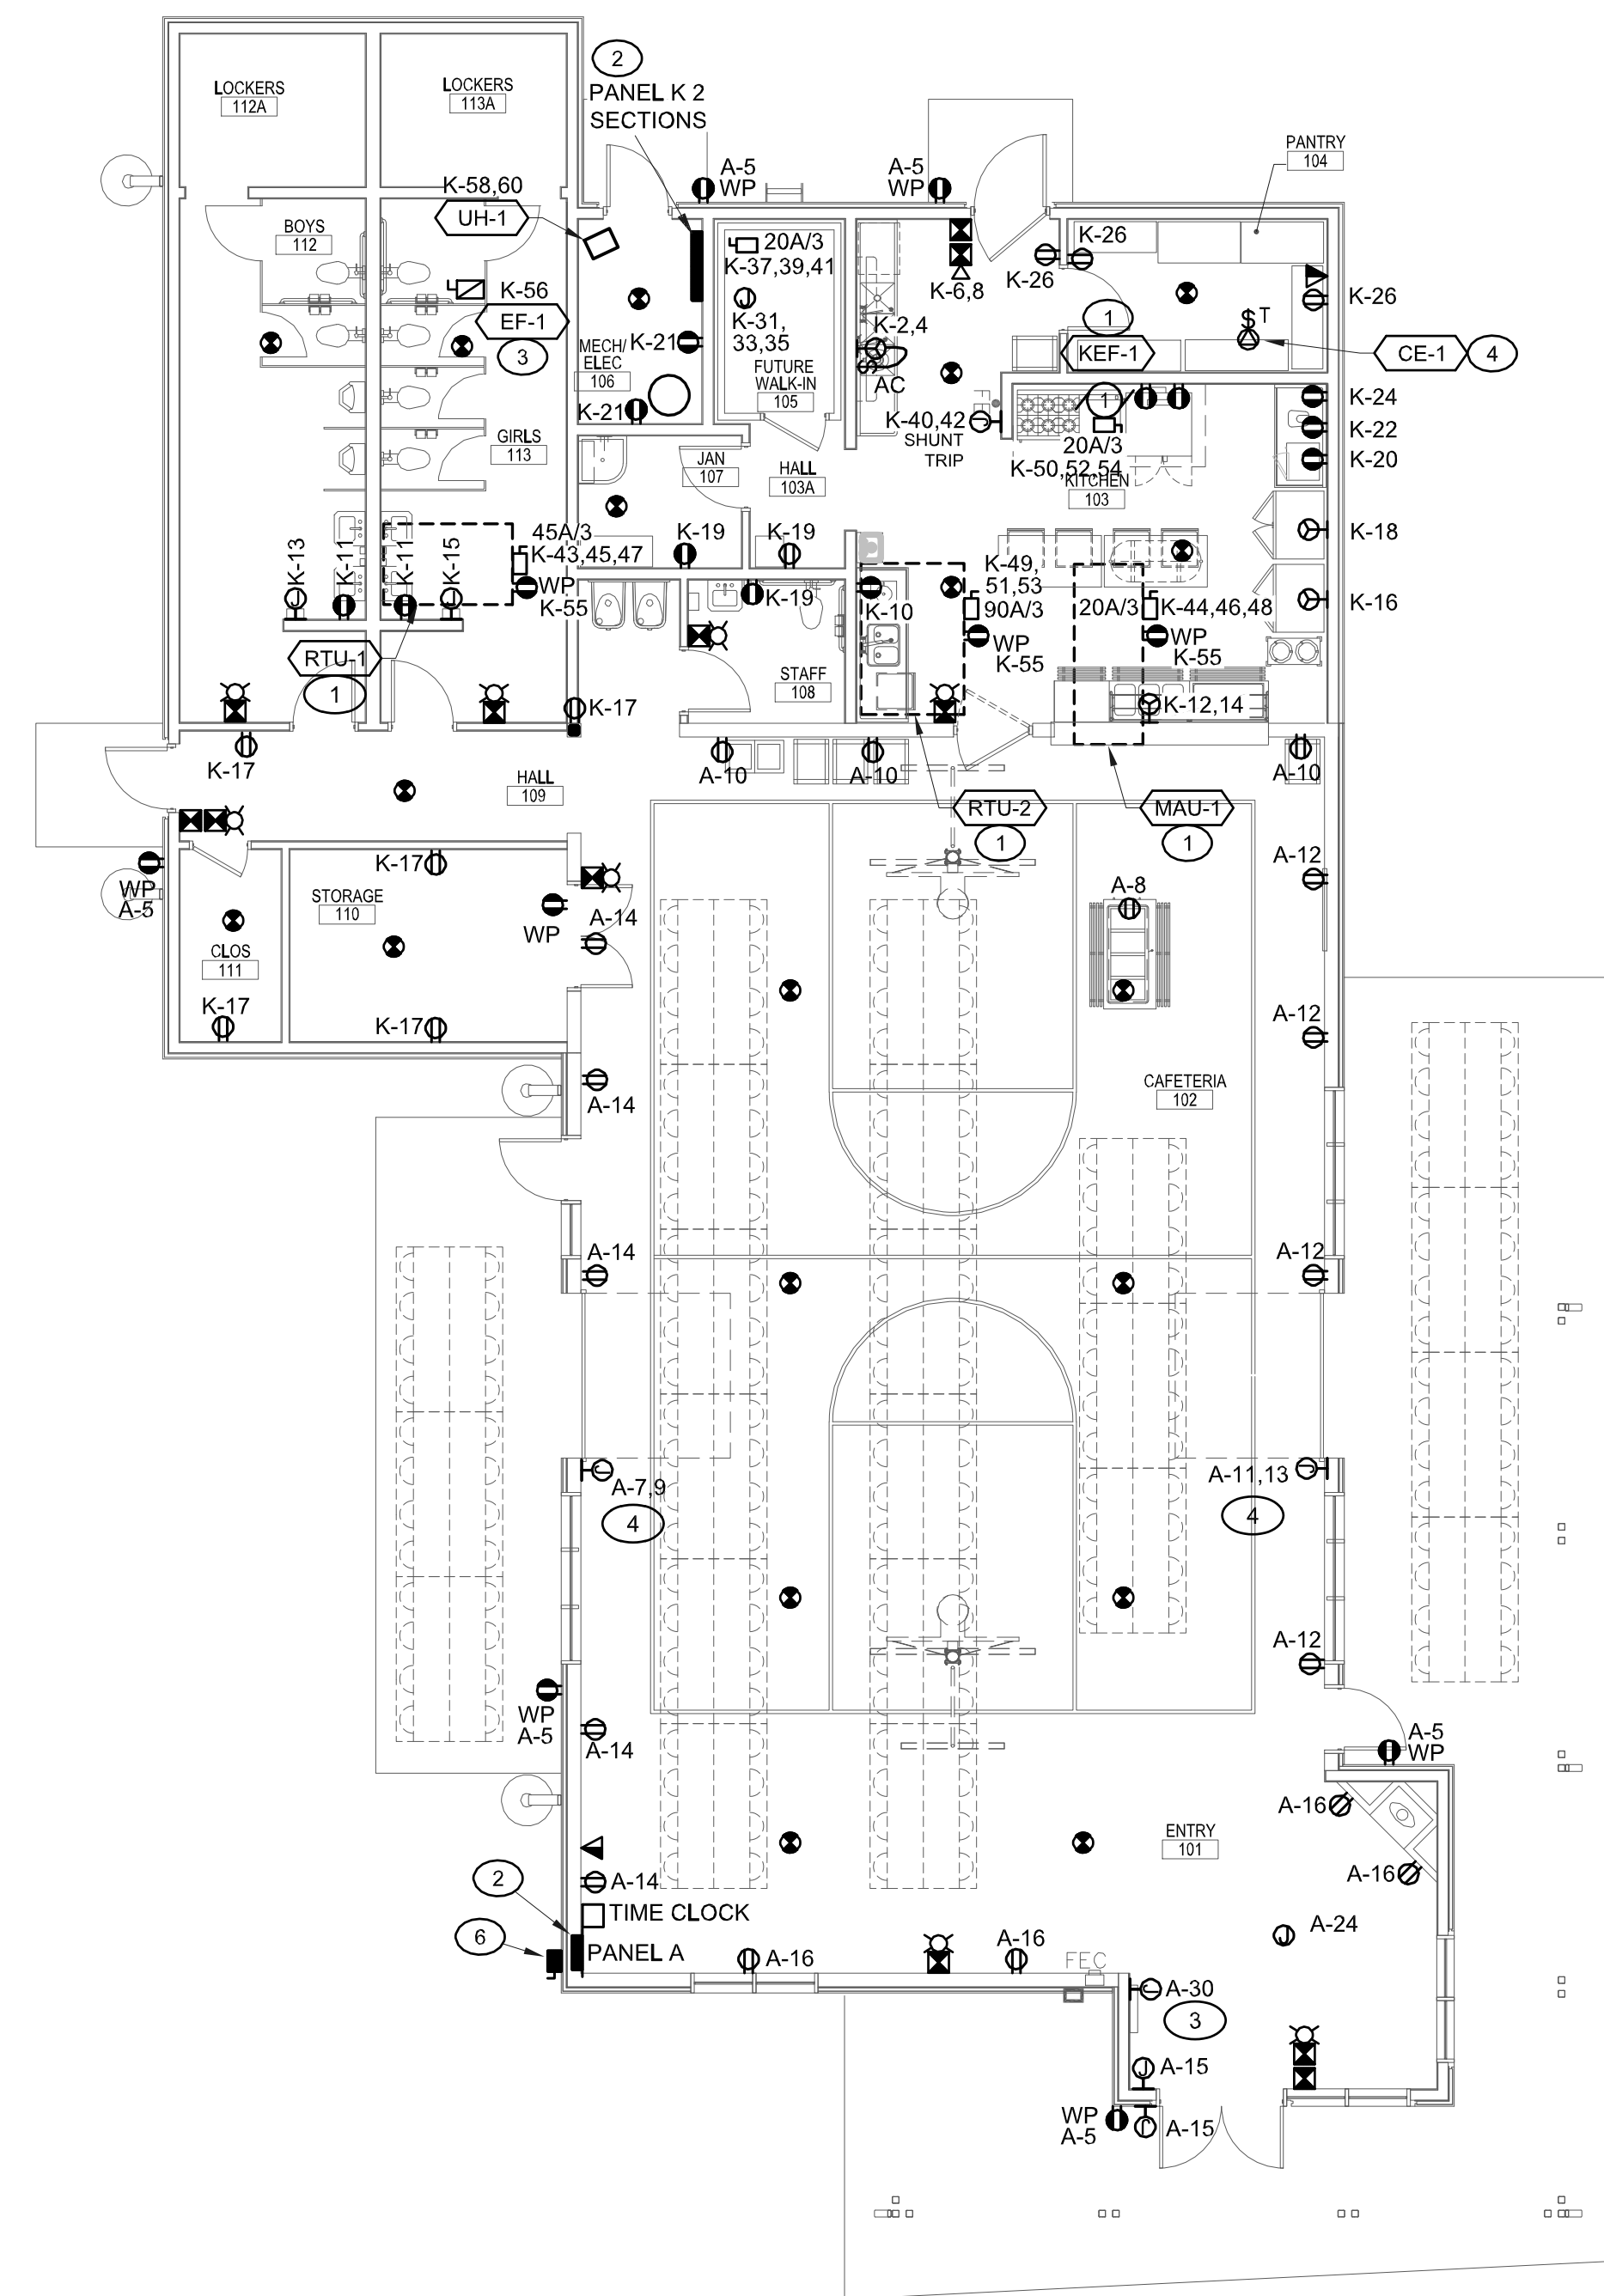 LOCKERS
112A
LOCKERS
113A
2
PANEL K 2
SECTIONS
PANTRY
104
A-5
WP
A-5
WP
K-58,60
UH-1
BOYS
112
20A/3
K-37,39,41
K-26
K-26
K-6,8
K-26
K-56
EF-1
3
J
K-31,
33,35
K-2,4
1
$T
K-21
MECH/
ELEC
106
FUTURE
WALK-IN
105
$
AC
KEF-1
CE-1
4
K-21
K-40,42
SHUNT
TRIP
J
1
20A/3
K-50,52,54
K-24
K-22
K-20
GIRLS
113
JAN
107
HALL
103A
KITCHEN
103
K-13
K-11
K-11
K-15
J
J
45A/3
K-43,45,47
WP
K-55
K-19
K-19
K-19
K-10
K-49,
51,53
90A/3
WP
K-55
20A/3
K-44,46,48
WP
K-55
K-18
K-16
RTU-1
1
STAFF
108
K-17
K-12,14
K-17
HALL
109
A-10
A-10
A-10
RTU-2
1
MAU-1
1
K-17
WP
A-5
STORAGE
110
WP
A-14
A-8
A-12
CLOS
111
K-17
K-17
A-12
A-14
CAFETERIA
102
A-14
A-12
J
A-7,9
4
A-11,13
J
4
A-12
WP
A-5
A-14
A-5
WP
A-16
ENTRY
101
A-16
2
A-14
TIME CLOCK
6
PANEL A
A-16
A-16
FEC
J
A-24
J
A-30
3
J
A-15
WP
A-5
J
A-15